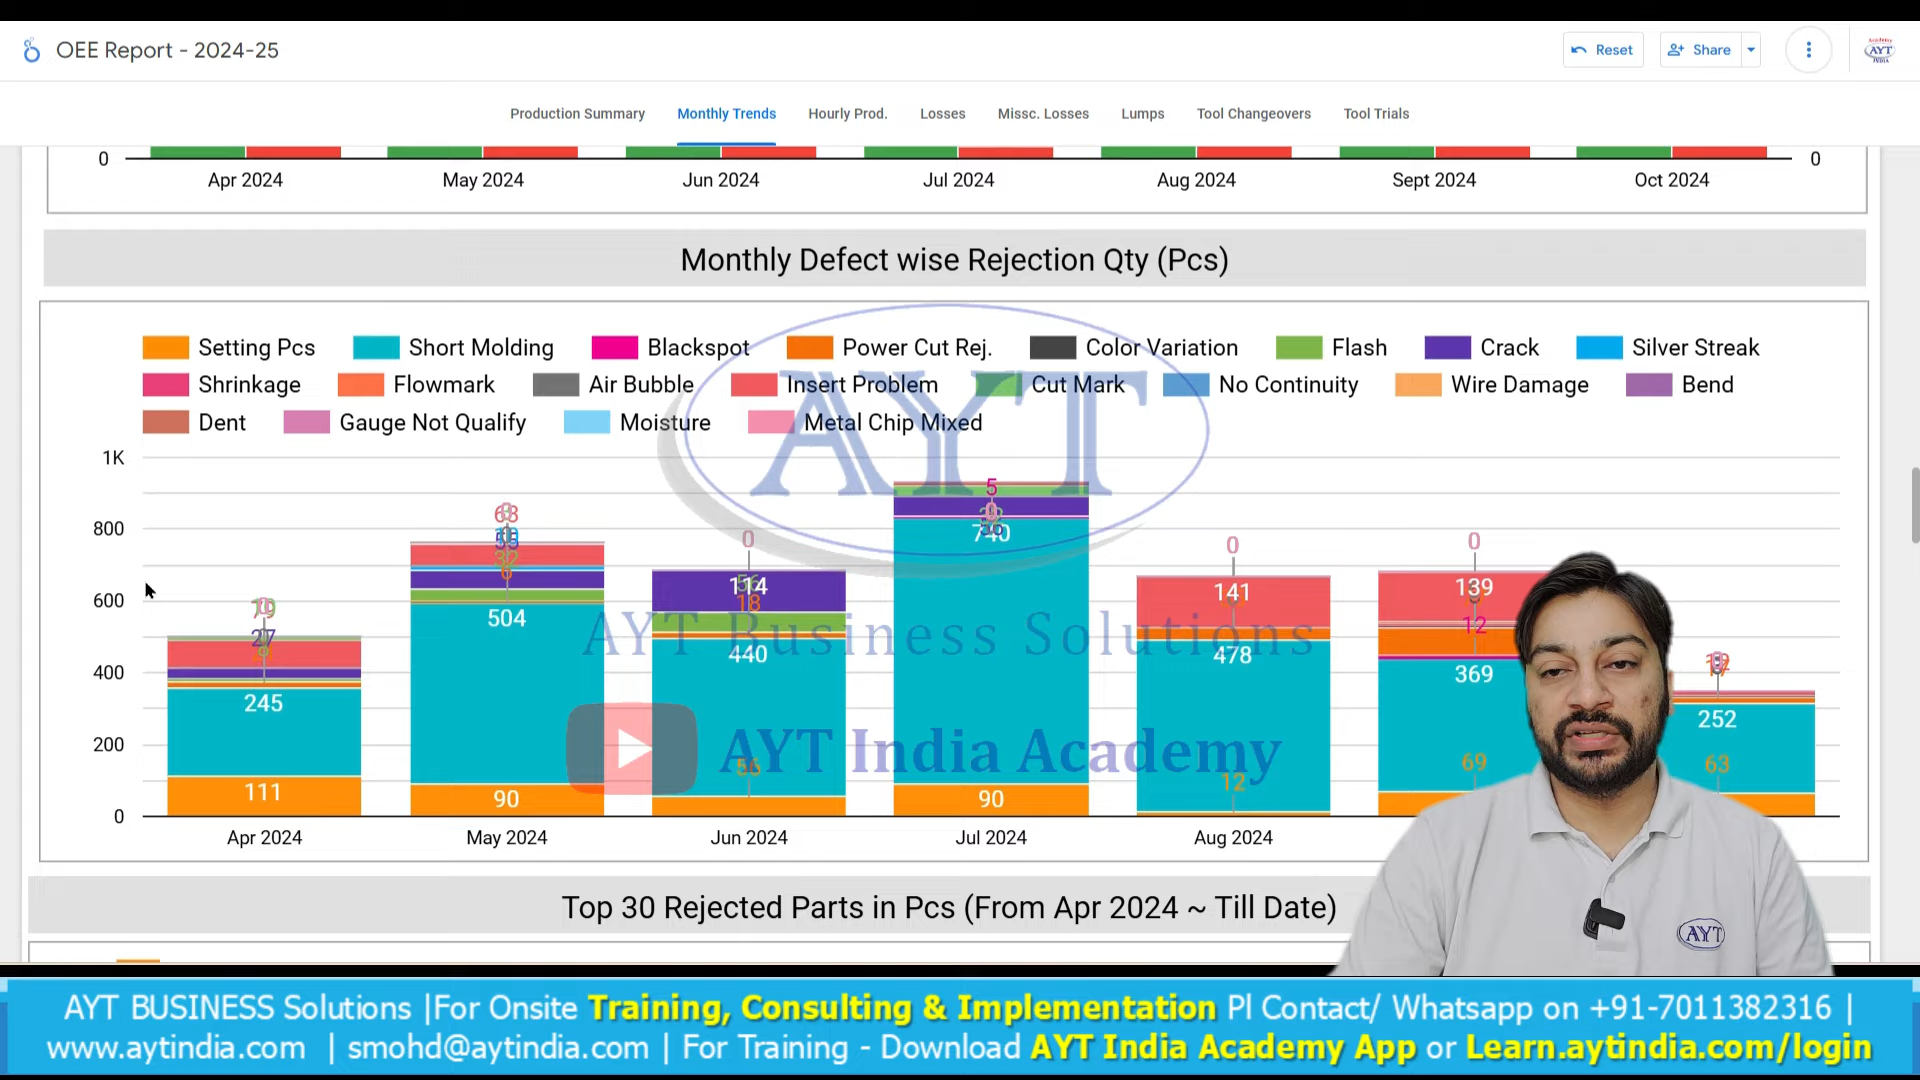 OEE Report - 2024-25
Reset
Share
Academy
AYT
INDIA
Production Summary Monthly Trends Hourly Prod. Losses Missc. Losses Lumps Tool Changeovers Tool Trials
0 0
Apr 2024 May 2024 Jun 2024 Jul 2024 Aug 2024 Sept 2024 Oct 2024
Monthly Defect wise Rejection Qty (Pcs)
Setting Pcs Short Molding Blackspot Power Cut Rej. Color Variation Flash Crack Silver Streak
Shrinkage Flowmark Air Bubble Insert Problem Cut Mark No Continuity Wire Damage Bend
Dent Gauge Not Qualify Moisture Metal Chip Mixed
AYT
1K
5
800
740
0
0
0
600
504
114
18
141
139
12
27
AYT Business Solutions
440
478
369
400
245
252
200
AYT India Academy
56
12
69
63
111
90
90
0
Apr 2024 May 2024 Jun 2024 Jul 2024 Aug 2024
Top 30 Rejected Parts in Pcs (From Apr 2024 ~ Till Date)
AYT
AYT BUSINESS Solutions |For Onsite Training, Consulting & Implementation Pl Contact/ Whatsapp on +91-7011382316 |
www.aytindia.com | smohd@aytindia.com | For Training - Download AYT India Academy App or Learn.aytindia.com/login